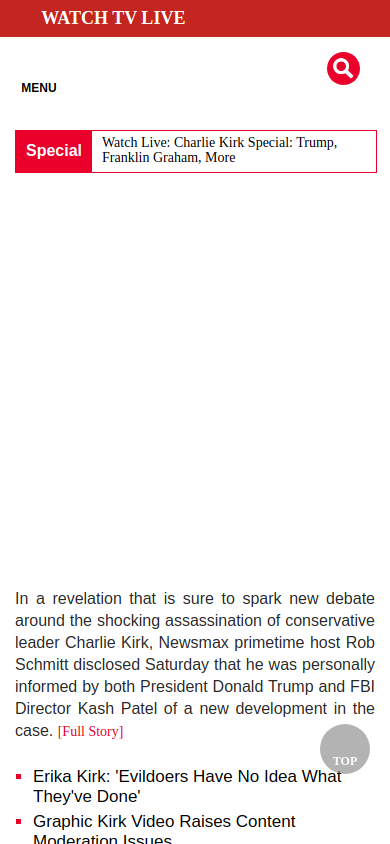 WATCH TV LIVE
MENU
Special
Watch Live: Charlie Kirk Special: Trump,
Franklin Graham, More
In a revelation that is sure to spark new debate
around the shocking assassination of conservative
leader Charlie Kirk, Newsmax primetime host Rob
Schmitt disclosed Saturday that he was personally
informed by both President Donald Trump and FBI
Director Kash Patel of a new development in the
case. [Full Story]
TOP
Erika Kirk: 'Evildoers Have No Idea What
They've Done'
Graphic Kirk Video Raises Content
Moderation Issues